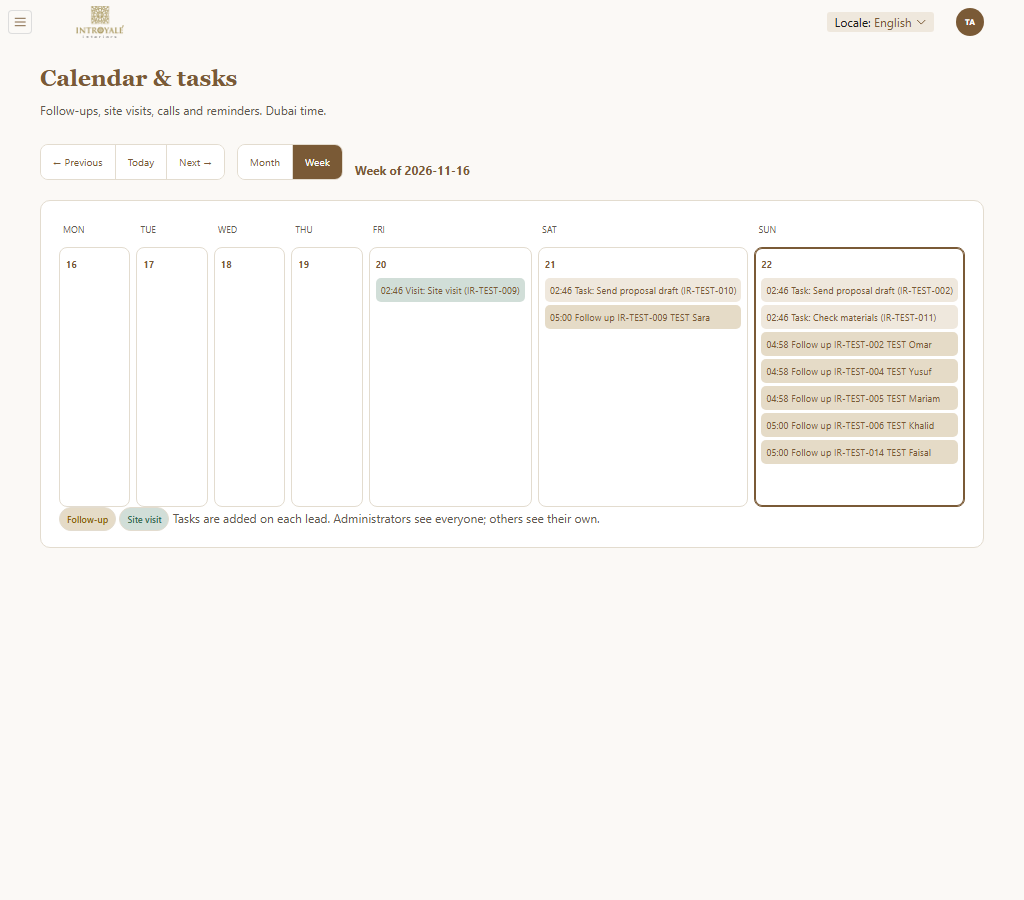 INTROYALE
INTERIORS
Locale: English
TA
Calendar & tasks
Follow-ups, site visits, calls and reminders. Dubai time.
← Previous
Today
Next →
Month
Week
Week of 2026-11-16
MON
TUE
WED
THU
FRI
SAT
SUN
16
17
18
19
20
02:46 Visit: Site visit (IR-TEST-009)
21
02:46 Task: Send proposal draft (IR-TEST-010)
05:00 Follow up IR-TEST-009 TEST Sara
22
02:46 Task: Send proposal draft (IR-TEST-002)
02:46 Task: Check materials (IR-TEST-011)
04:58 Follow up IR-TEST-002 TEST Omar
04:58 Follow up IR-TEST-004 TEST Yusuf
04:58 Follow up IR-TEST-005 TEST Mariam
05:00 Follow up IR-TEST-006 TEST Khalid
05:00 Follow up IR-TEST-014 TEST Faisal
Follow-up
Site visit
Tasks are added on each lead. Administrators see everyone; others see their own.